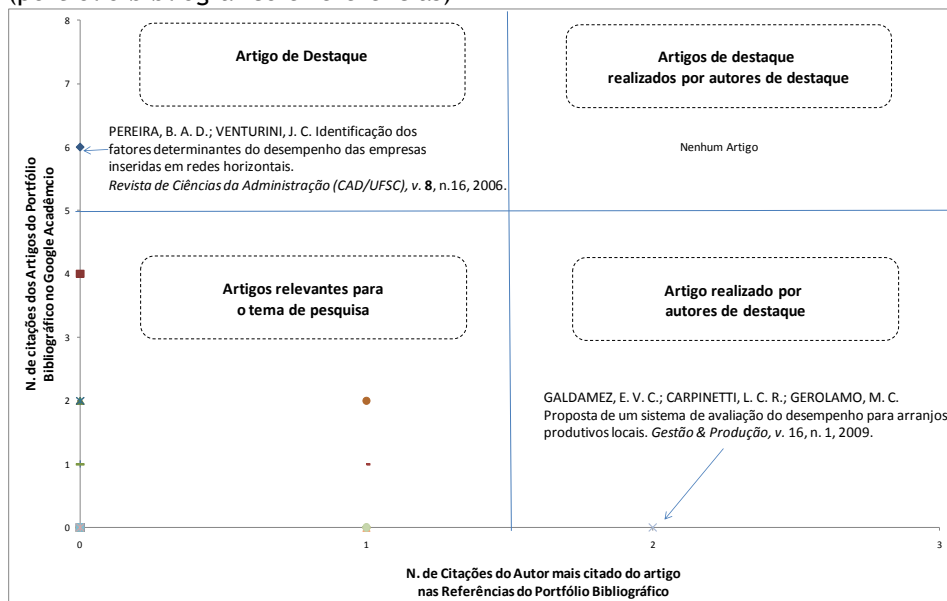 8
7
6
5
4
3
2
1
0
N. de citações dos Artigos do Portfólio
Bibliográfico no Google Acadêmcio
Artigo de Destaque
Artigos de destaque
realizados por autores de destaque
PEREIRA, B. A. D.; VENTURINI, J. C. Identificação dos
fatores determinantes do desempenho das empresas
inseridas em redes horizontais.
Revista de Ciências da Administração (CAD/UFSC), v. 8, n.16, 2006.
Nenhum Artigo
Artigos relevantes para
o tema de pesquisa
Artigo realizado por
autores de destaque
GALDAMEZ, E. V. C.; CARPINETTI, L. C. R.; GEROLAMO, M. C.
Proposta de um sistema de avaliação do desempenho para arranjos
produtivos locais. Gestão & Produção, v. 16, n. 1, 2009.
0 1 2 3
N. de Citações do Autor mais citado do artigo
nas Referências do Portfólio Bibliográfico